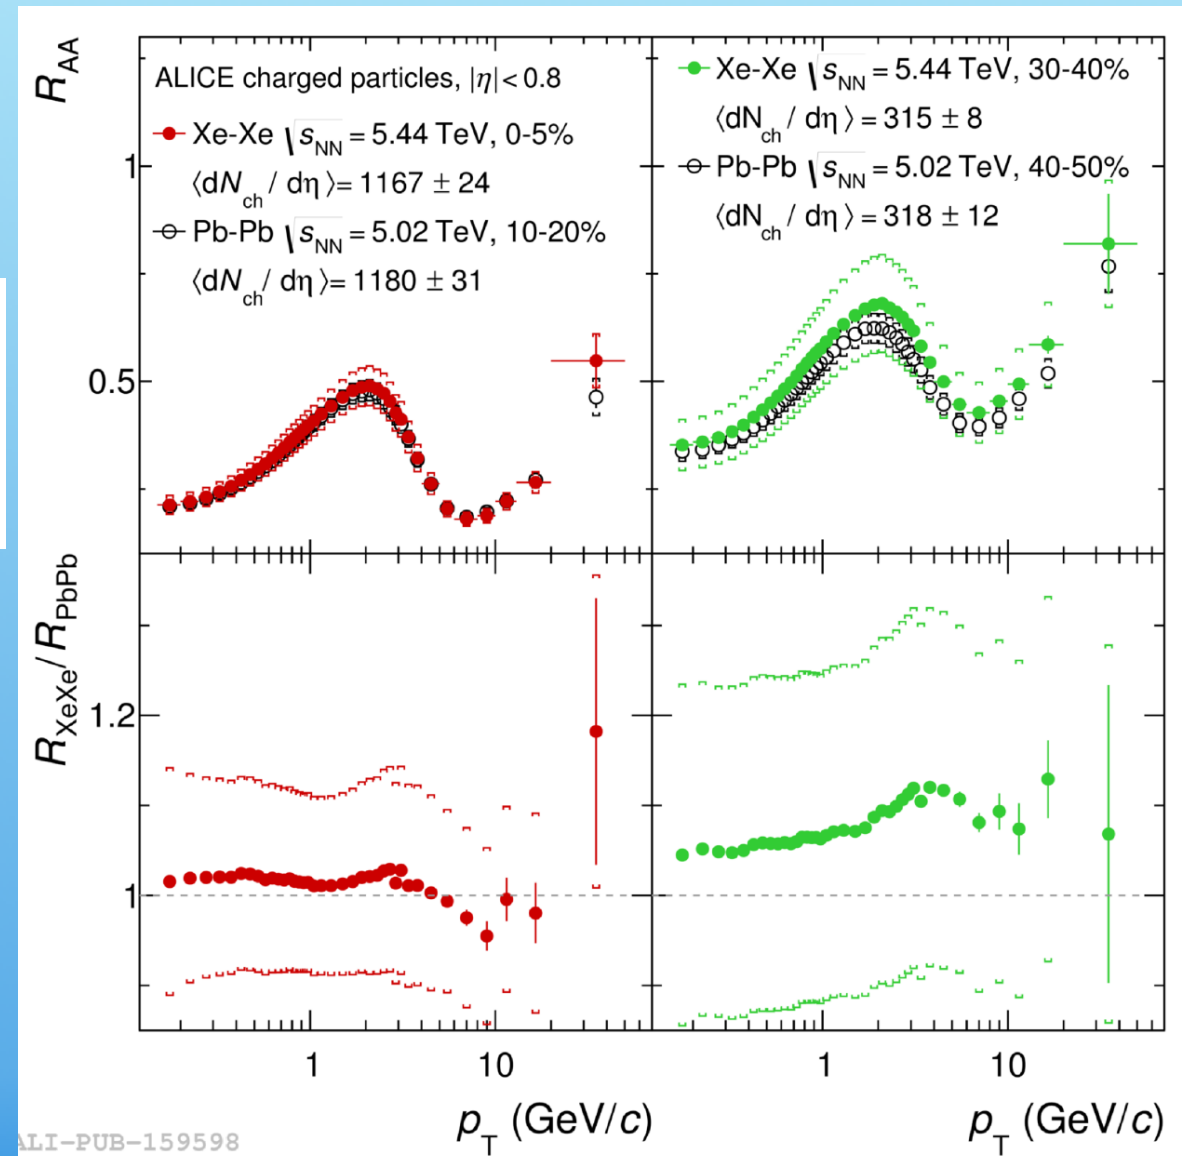 R_AA
ALICE charged particles, |η|<0.8
Xe-Xe √s_NN = 5.44 TeV, 0-5%
⟨dN_ch / dη⟩= 1167 ± 24
Pb-Pb √s_NN = 5.02 TeV, 10-20%
⟨dN_ch / dη⟩= 1180 ± 31
Xe-Xe √s_NN = 5.44 TeV, 30-40%
⟨dN_ch / dη⟩ = 315 ± 8
Pb-Pb √s_NN = 5.02 TeV, 40-50%
⟨dN_ch / dη⟩ = 318 ± 12
1
0.5
R_XeXe/R_PbPb
1.2
1
1 10
1 10
p_T (GeV/c)
p_T (GeV/c)
ALI-PUB-159598